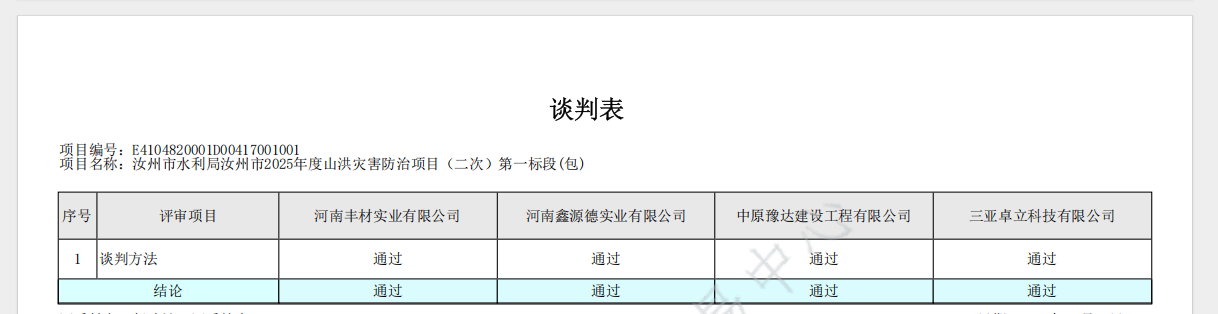 谈判表
项目编号：E4104820001D00417001001
项目名称：汝州市水利局汝州市2025年度山洪灾害防治项目（二次）第一标段(包)
序号 评审项目 河南丰材实业有限公司 河南鑫源德实业有限公司 中原豫达建设工程有限公司 三亚卓立科技有限公司
1 谈判方法 通过 通过 通过 通过
结论 通过 通过 通过 通过
中心